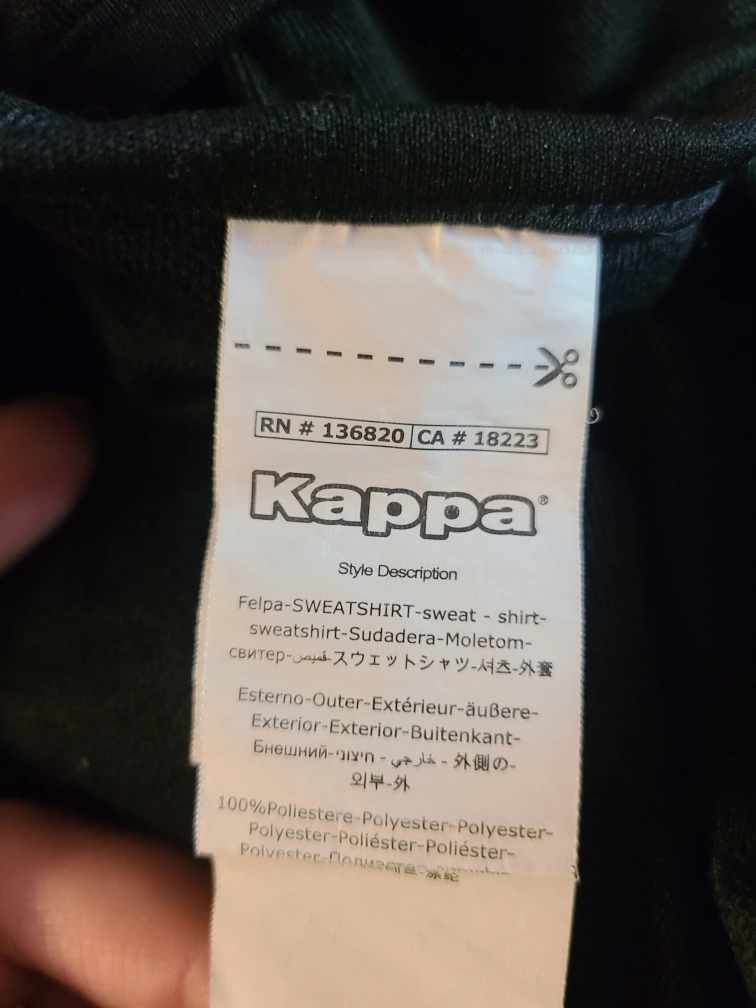 RN # 136820 CA # 18223
Kappa®
Style Description
Felpa-SWEATSHIRT-sweat - shirt-
sweatshirt-Sudadera-Moletom-
свитер-قميص-スウェットシャツ-셔츠-外套
Esterno-Outer-Extérieur-äußere-
Exterior-Exterior-Buitenkant-
Бнешний-חיצוני - خارجي - 外側の-
외부-外
100%Poliestere-Polyester-Polyester-
Polyester-Poliéster-Poliéster-
Polyester-